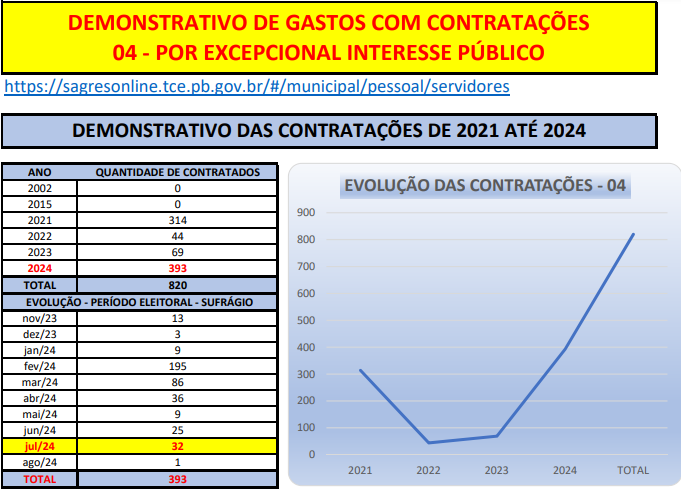 DEMONSTRATIVO DE GASTOS COM CONTRATAÇÕES
04 - POR EXCEPCIONAL INTERESSE PÚBLICO
https://sagresonline.tce.pb.gov.br/#/municipal/pessoal/servidores
DEMONSTRATIVO DAS CONTRATAÇÕES DE 2021 ATÉ 2024
ANO QUANTIDADE DE CONTRATADOS
2002 0
2015 0
2021 314
2022 44
2023 69
2024 393
TOTAL 820
EVOLUÇÃO - PERÍODO ELEITORAL - SUFRÁGIO
nov/23 13
dez/23 3
jan/24 9
fev/24 195
mar/24 86
abr/24 36
mai/24 9
jun/24 25
jul/24 32
ago/24 1
TOTAL 393
EVOLUÇÃO DAS CONTRATAÇÕES - 04
900
800
700
600
500
400
300
200
100
0
2021 2022 2023 2024 TOTAL